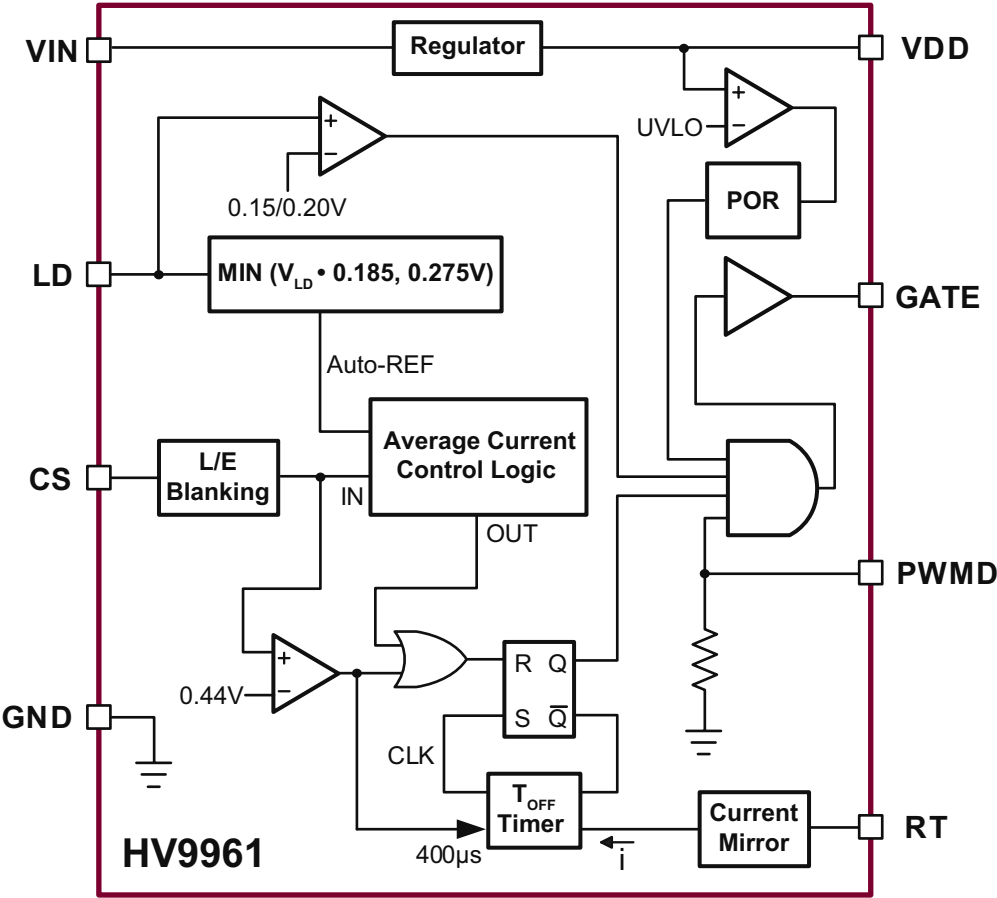 VIN
Regulator
VDD
+
−
UVLO
+
−
0.15/0.20V
POR
LD
MIN (VLD • 0.185, 0.275V)
GATE
Auto-REF
Average Current
Control Logic
CS
L/E
Blanking
IN
OUT
PWMD
+
−
0.44V
R Q
S Q̅
GND
CLK
TOFF
Timer
400µs
i
Current
Mirror
RT
HV9961